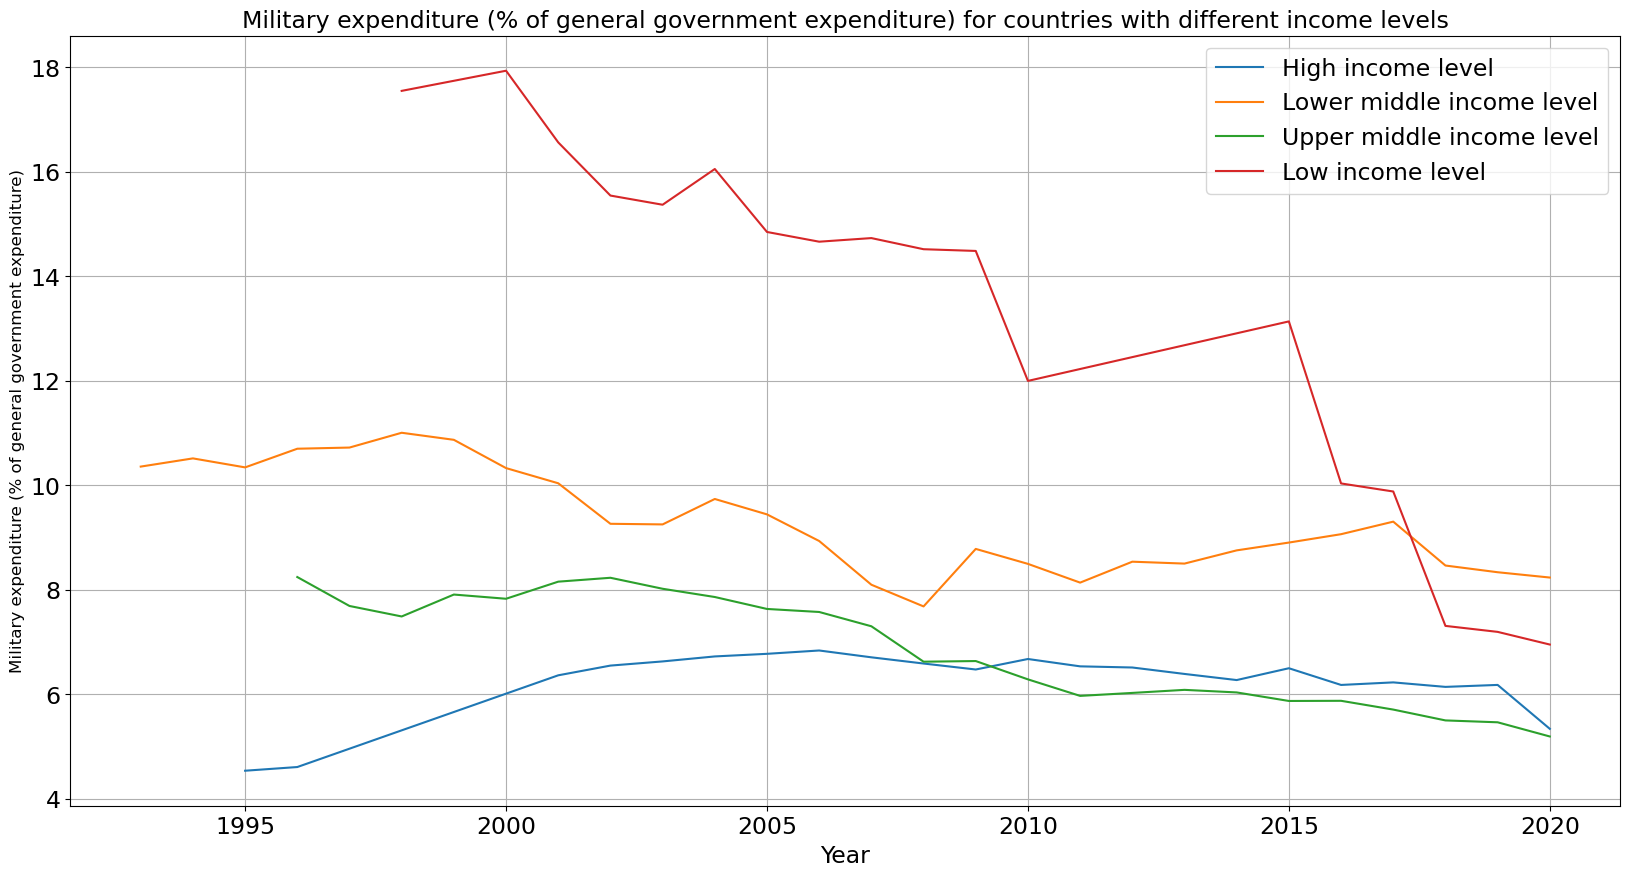 Military expenditure (% of general government expenditure) for countries with different income levels
Military expenditure (% of general government expenditure)
18
16
14
12
10
8
6
4
High income level
Lower middle income level
Upper middle income level
Low income level
1995
2000
2005
2010
2015
2020
Year